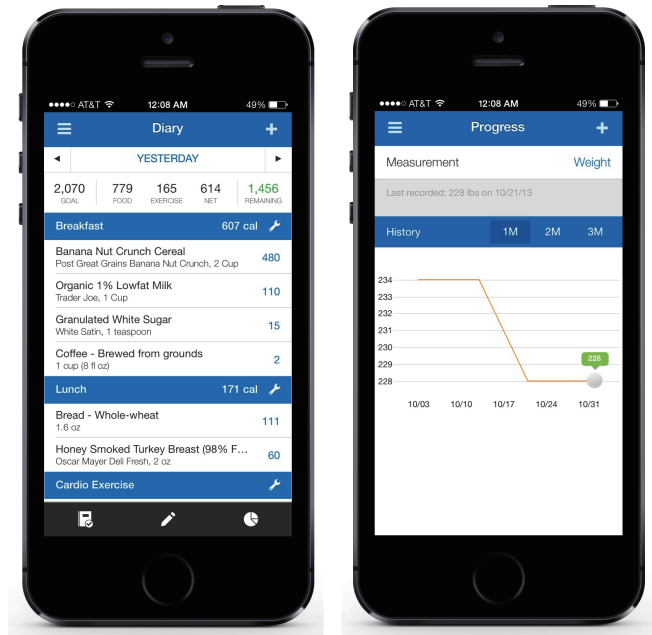 AT&T 12:08 AM 49%
Diary +
YESTERDAY
2,070 779 165 614 1,456
GOAL FOOD EXERCISE NET REMAINING
Breakfast 607 cal
Banana Nut Crunch Cereal
Post Great Grains Banana Nut Crunch, 2 Cup
480
Organic 1% Lowfat Milk
Trader Joe, 1 Cup
110
Granulated White Sugar
White Satin, 1 teaspoon
15
Coffee - Brewed from grounds
1 cup (8 fl oz)
2
Lunch 171 cal
Bread - Whole-wheat
1.6 oz
111
Honey Smoked Turkey Breast (98% F...
Oscar Mayer Deli Fresh, 2 oz
60
Cardio Exercise
AT&T 12:08 AM 49%
Progress +
Measurement Weight
Last recorded: 228 lbs on 10/21/13
History 1M 2M 3M
234
233
232
231
230
229
228
228
10/03 10/10 10/17 10/24 10/31